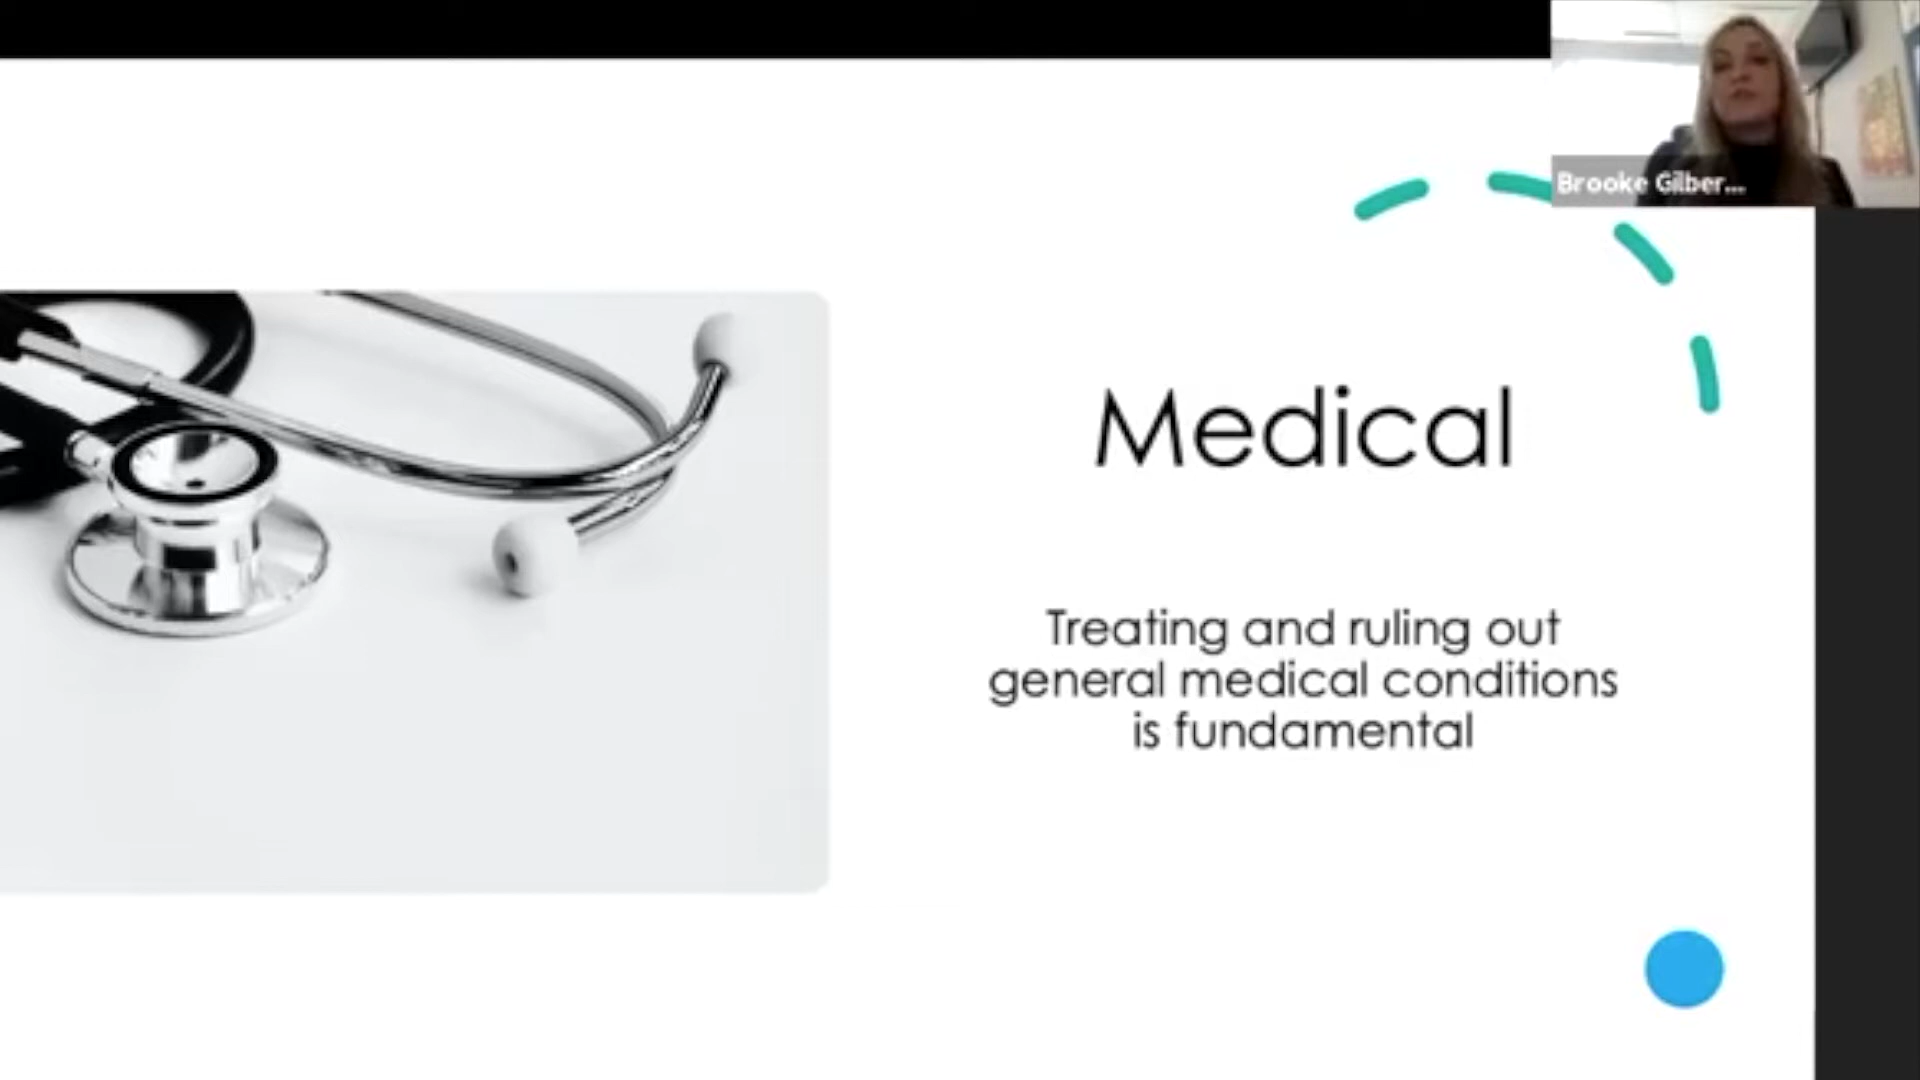 Brooke Gilber...
Medical
Treating and ruling out
general medical conditions
is fundamental